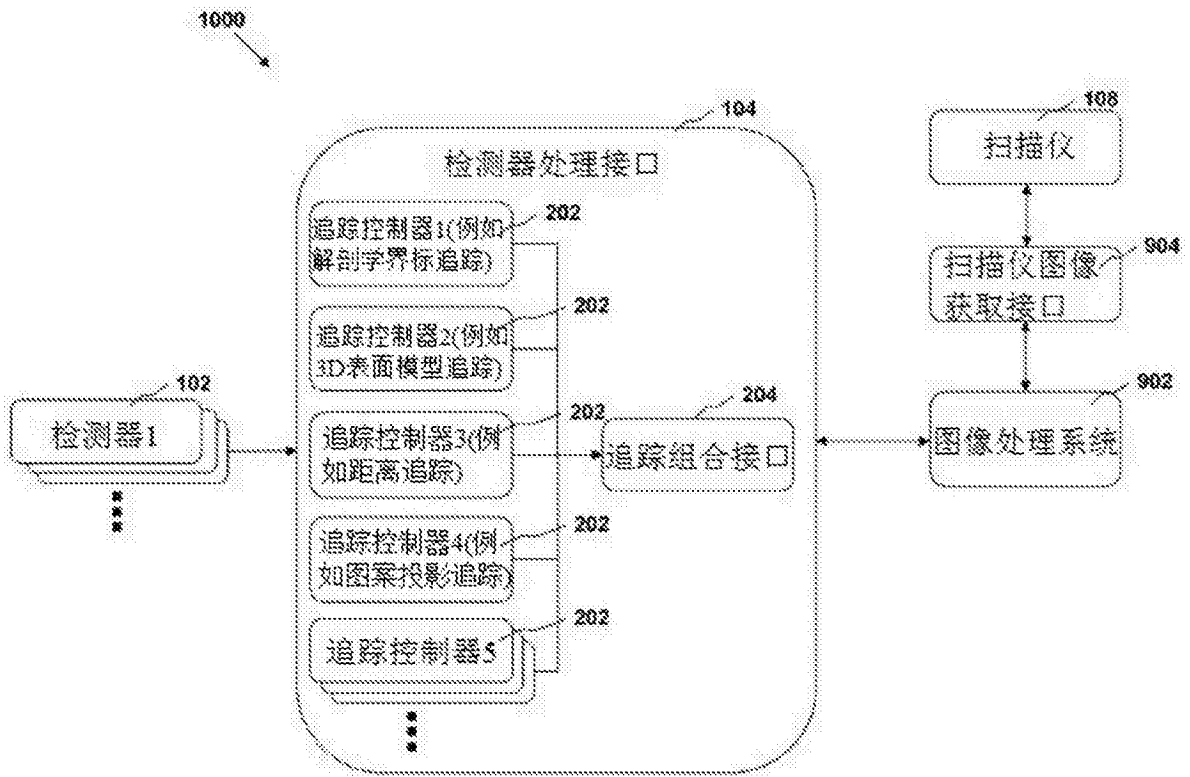 1000
104
检测器处理接口
追踪控制器1(例如
解剖学界标追踪)
202
追踪控制器2(例如
3D表面模型追踪)
202
102
检测器1
追踪控制器3(例
如距离追踪)
202
204
追踪组合接口
追踪控制器4(例
如图案投影追踪)
202
追踪控制器5
202
108
扫描仪
904
扫描仪图像
获取接口
902
图像处理系统